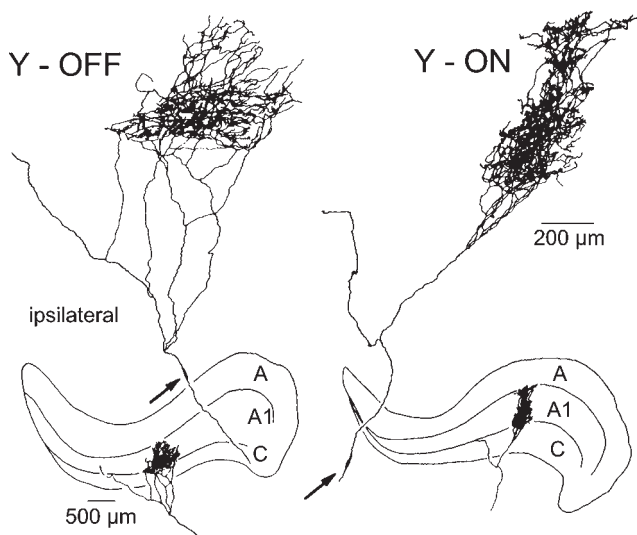 Y - OFF
Y - ON
200 µm
ipsilateral
A
A1
C
500 µm
A
A1
C